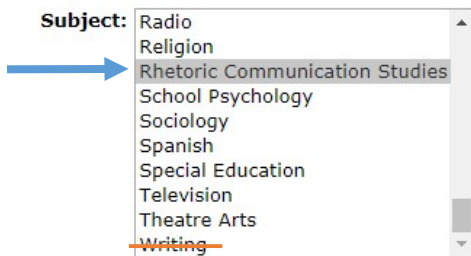 Subject: Radio
Religion
Rhetoric Communication Studies
School Psychology
Sociology
Spanish
Special Education
Television
Theatre Arts
Writing